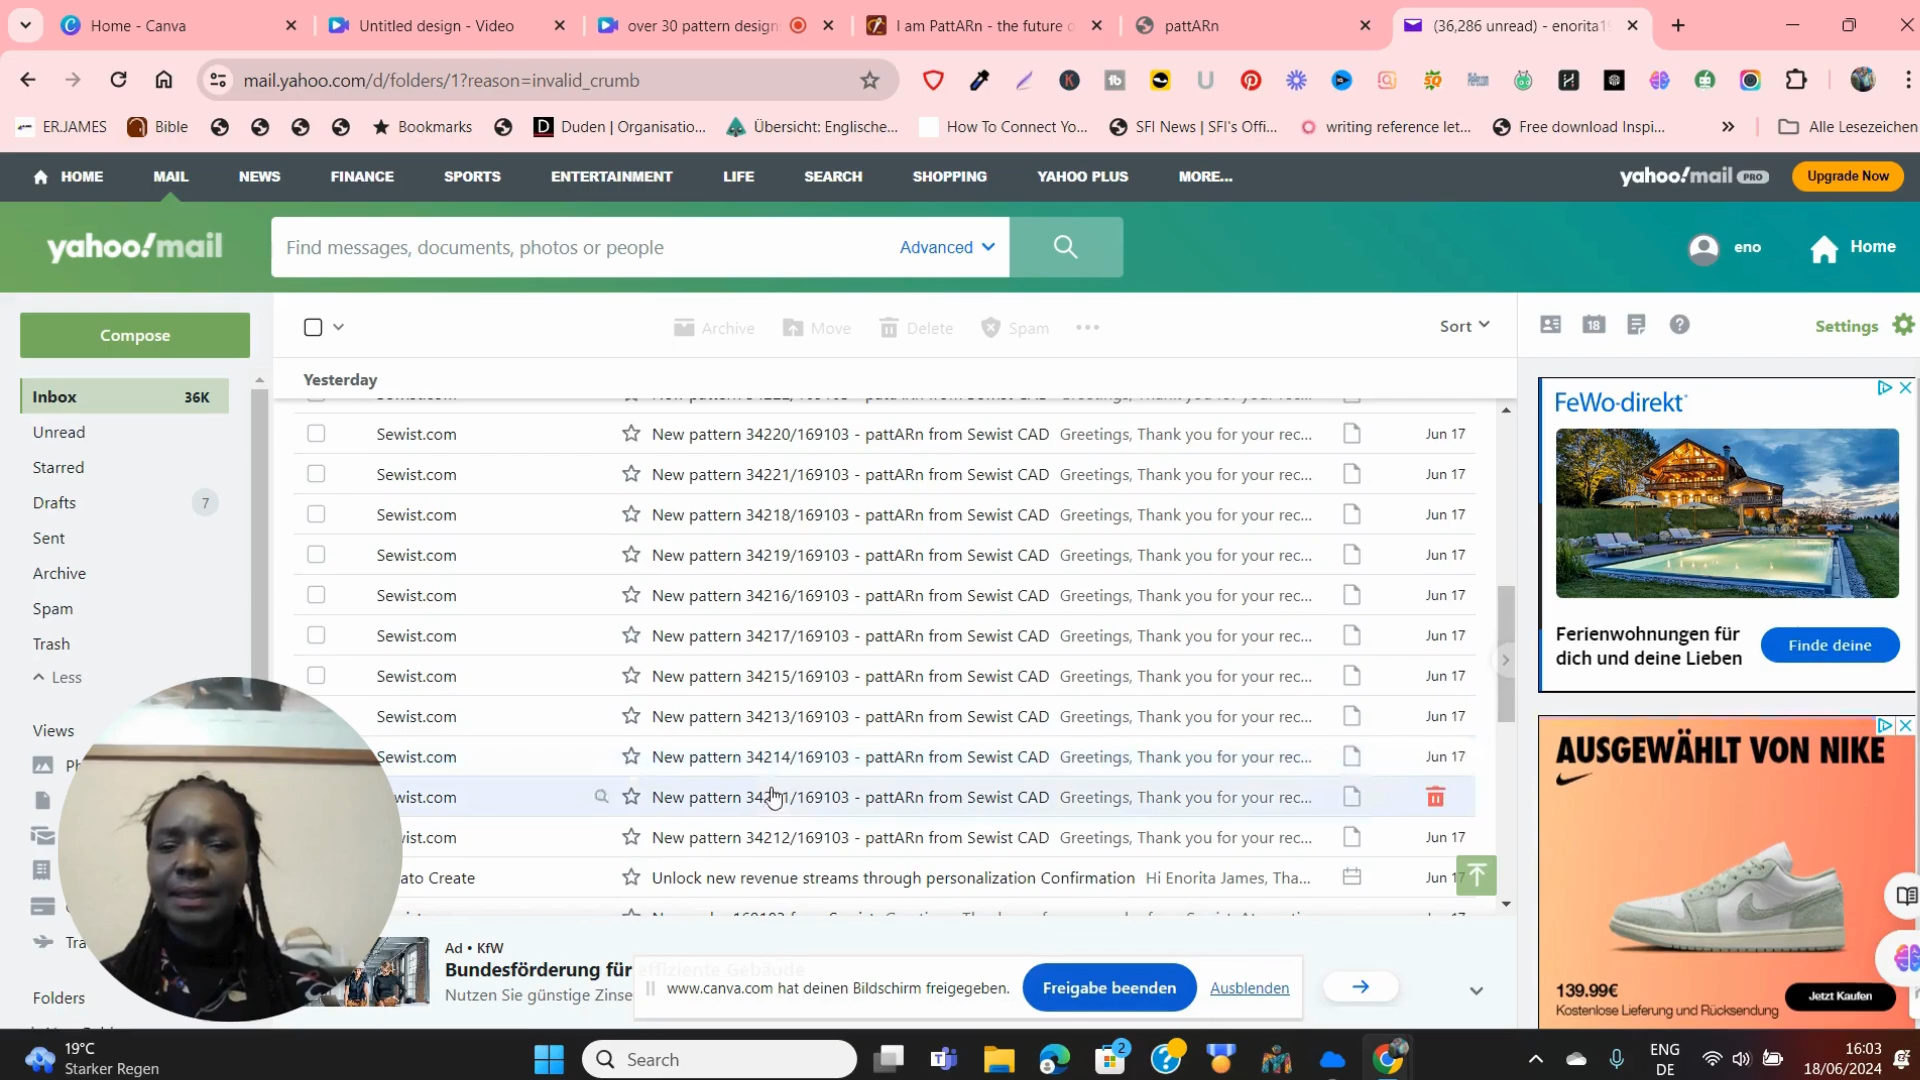 Home - Canva
Untitled design - Video
over 30 pattern design
I am PattARn - the future o
pattARn
(36,286 unread) - enorita19
mail.yahoo.com/d/folders/1?reason=invalid_crumb
ER.JAMES
Bible
Bookmarks
Duden | Organisatio...
Übersicht: Englische...
How To Connect Yo...
SFI News | SFI's Offi...
writing reference let...
Free download Inspi...
Alle Lesezeichen
HOME
MAIL
NEWS
FINANCE
SPORTS
ENTERTAINMENT
LIFE
SEARCH
SHOPPING
YAHOO PLUS
MORE...
yahoo!mail PRO
Upgrade Now
yahoo!mail
Find messages, documents, photos or people
Advanced
eno
Home
Compose
Archive
Move
Delete
Spam
Sort
18
Settings
Yesterday
Inbox 36K
Unread
Starred
Drafts 7
Sent
Archive
Spam
Trash
Less
Views
Folders
Sewist.com New pattern 34220/169103 - pattARn from Sewist CAD Greetings, Thank you for your rec... Jun 17
Sewist.com New pattern 34221/169103 - pattARn from Sewist CAD Greetings, Thank you for your rec... Jun 17
Sewist.com New pattern 34218/169103 - pattARn from Sewist CAD Greetings, Thank you for your rec... Jun 17
Sewist.com New pattern 34219/169103 - pattARn from Sewist CAD Greetings, Thank you for your rec... Jun 17
Sewist.com New pattern 34216/169103 - pattARn from Sewist CAD Greetings, Thank you for your rec... Jun 17
Sewist.com New pattern 34217/169103 - pattARn from Sewist CAD Greetings, Thank you for your rec... Jun 17
Sewist.com New pattern 34215/169103 - pattARn from Sewist CAD Greetings, Thank you for your rec... Jun 17
Sewist.com New pattern 34213/169103 - pattARn from Sewist CAD Greetings, Thank you for your rec... Jun 17
Sewist.com New pattern 34214/169103 - pattARn from Sewist CAD Greetings, Thank you for your rec... Jun 17
wist.com New pattern /169103 - pattARn from Sewist CAD Greetings, Thank you for your rec...
ist.com New pattern 34212/169103 - pattARn from Sewist CAD Greetings, Thank you for your rec... Jun 17
ato Create Unlock new revenue streams through personalization Confirmation Hi Enorita James, Tha... Jun 1
Ad • KfW
Bundesförderung für effiziente Gebäude
Nutzen Sie günstige Zinse
www.canva.com hat deinen Bildschirm freigegeben.
Freigabe beenden
Ausblenden
FeWo-direkt
Ferienwohnungen für
dich und deine Lieben
Finde deine
AUSGEWÄHLT VON NIKE
139.99€
Kostenlose Lieferung und Rücksendung
Jetzt Kaufen
19°C
Starker Regen
Search
2
ENG
DE
16:03
18/06/2024